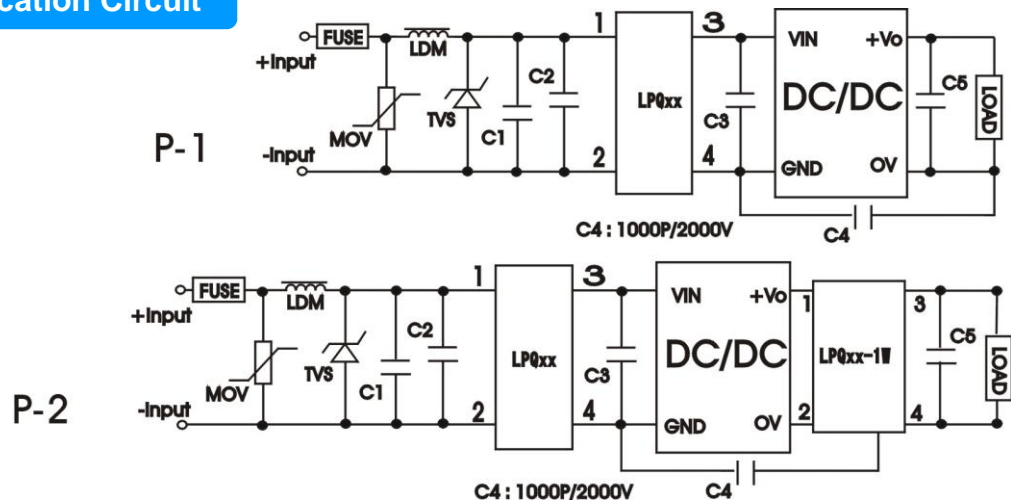 cation Circuit
P-1
+Input
FUSE
LDM
MOV
TVS
C1
C2
-Input
1
2
LPQxx
3
4
C3
VIN
+Vo
DC/DC
GND
OV
C5
LOAD
C4 : 1000P/2000V
C4
P-2
+Input
FUSE
LDM
MOV
TVS
C1
C2
-Input
1
2
LPQxx
3
4
C3
VIN
+Vo
DC/DC
GND
OV
1
2
LPQxx-1W
3
4
C5
LOAD
C4 : 1000P/2000V
C4